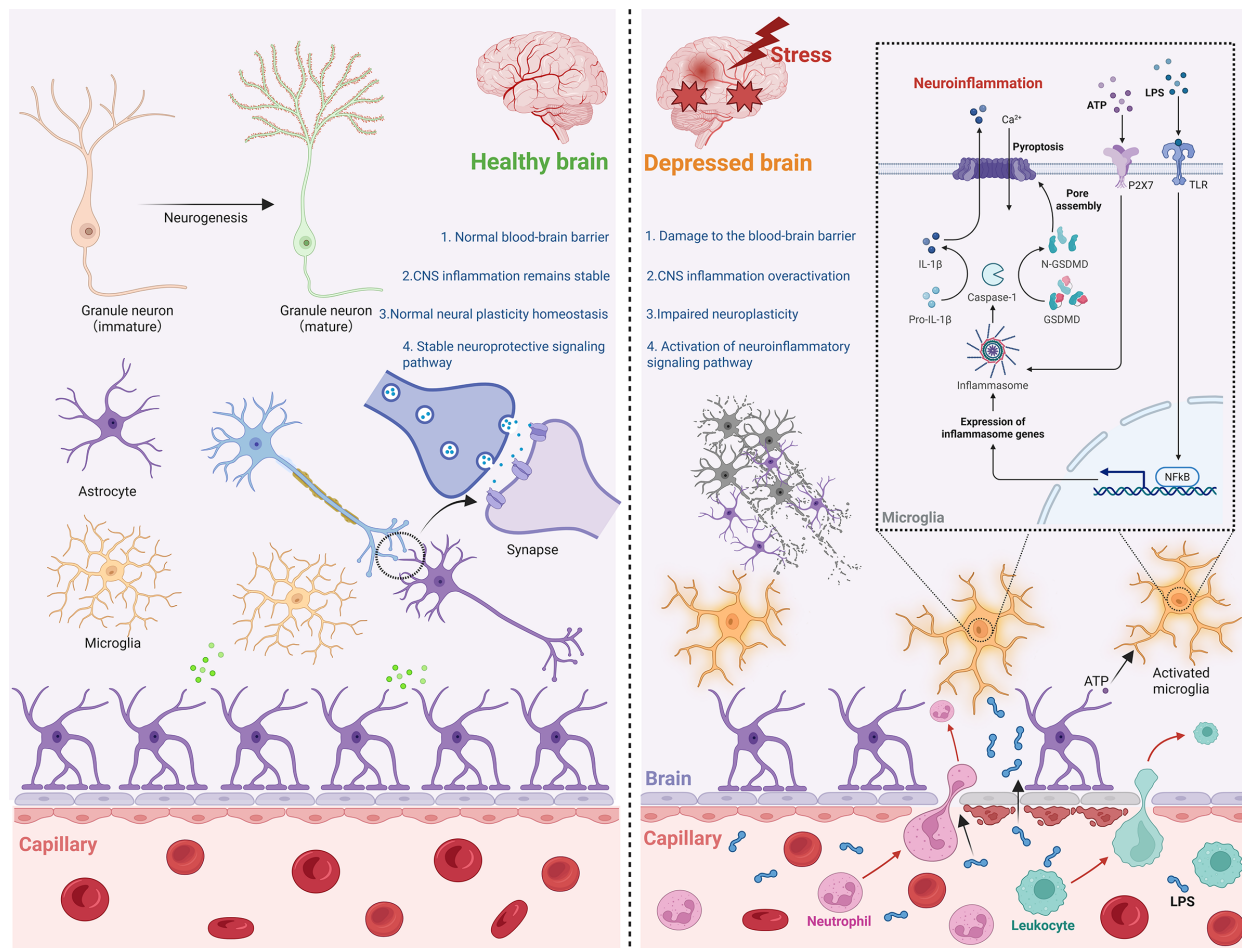 Healthy brain
Neurogenesis
1. Normal blood-brain barrier
2.CNS inflammation remains stable
3.Normal neural plasticity homeostasis
4. Stable neuroprotective signaling
pathway
Granule neuron
(immature)
Granule neuron
(mature)
Astrocyte
Synapse
Microglia
Capillary
Stress
Depressed brain
1. Damage to the blood-brain barrier
2.CNS inflammation overactivation
3.Impaired neuroplasticity
4. Activation of neuroinflammatory
signaling pathway
Neuroinflammation
ATP
LPS
Ca²⁺
Pyroptosis
P2X7
TLR
Pore
assembly
IL-1β
N-GSDMD
Caspase-1
Pro-IL-1β
GSDMD
Inflammasome
Expression of
inflammasome genes
NFkB
Microglia
ATP
Activated
microglia
Brain
Capillary
Neutrophil
Leukocyte
LPS